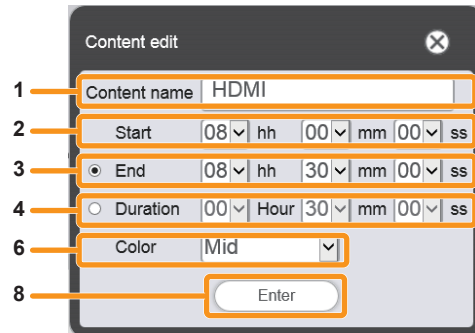 Content edit
1 Content name HDMI
2 Start 08 hh 00 mm 00 ss
3 End 08 hh 30 mm 00 ss
4 Duration 00 Hour 30 mm 00 ss
6 Color Mid
8 Enter